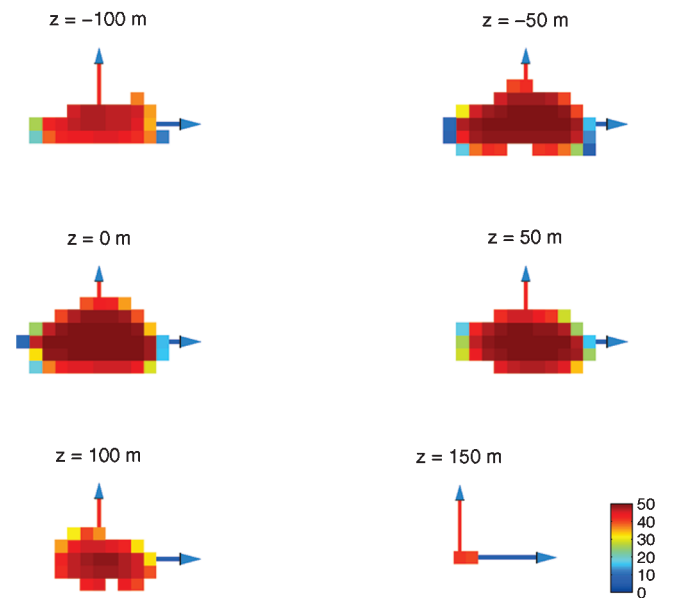 z = −100 m
z = −50 m
z = 0 m
z = 50 m
z = 100 m
z = 150 m
50
40
30
20
10
0